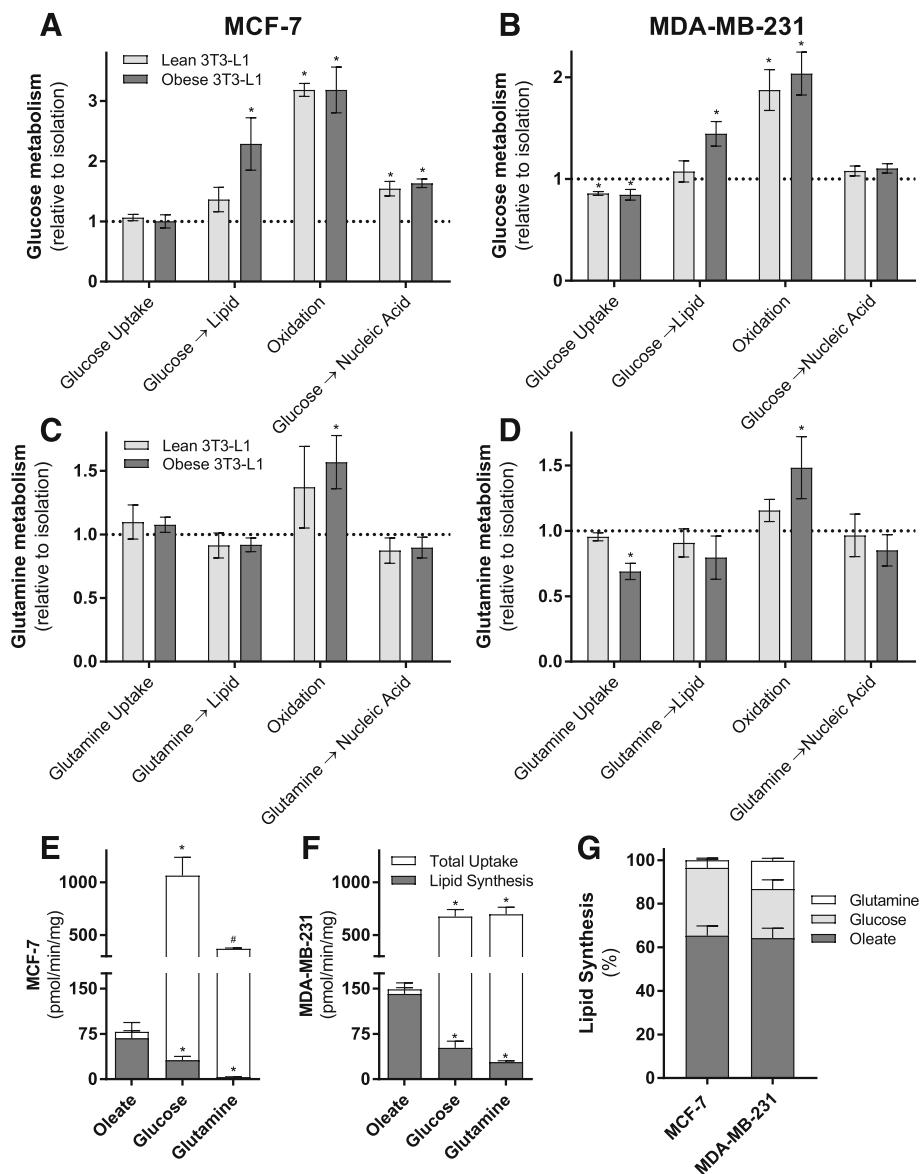 A
MCF-7
Glucose metabolism
(relative to isolation)
Lean 3T3-L1
Obese 3T3-L1
3
2
1
0
* * * * *
Glucose Uptake
Glucose → Lipid
Oxidation
Glucose → Nucleic Acid
B
MDA-MB-231
Glucose metabolism
(relative to isolation)
2
1
0
* * * * *
Glucose Uptake
Glucose →Lipid
Oxidation
Glucose →Nucleic Acid
C
Glutamine metabolism
(relative to isolation)
Lean 3T3-L1
Obese 3T3-L1
1.5
1.0
0.5
0.0
*
Glutamine Uptake
Glutamine → Lipid
Oxidation
Glutamine → Nucleic Acid
D
Glutamine metabolism
(relative to isolation)
1.5
1.0
0.5
0.0
* *
Glutamine Uptake
Glutamine →Lipid
Oxidation
Glutamine →Nucleic Acid
E
MCF-7
(pmol/min/mg)
1000
500
150
75
0
* # * *
Oleate
Glucose
Glutamine
F
MDA-MB-231
(pmol/min/mg)
Total Uptake
Lipid Synthesis
1000
500
150
75
0
* * * *
Oleate
Glucose
Glutamine
G
Lipid Synthesis
(%)
100
80
60
40
20
0
Glutamine
Glucose
Oleate
MCF-7
MDA-MB-231